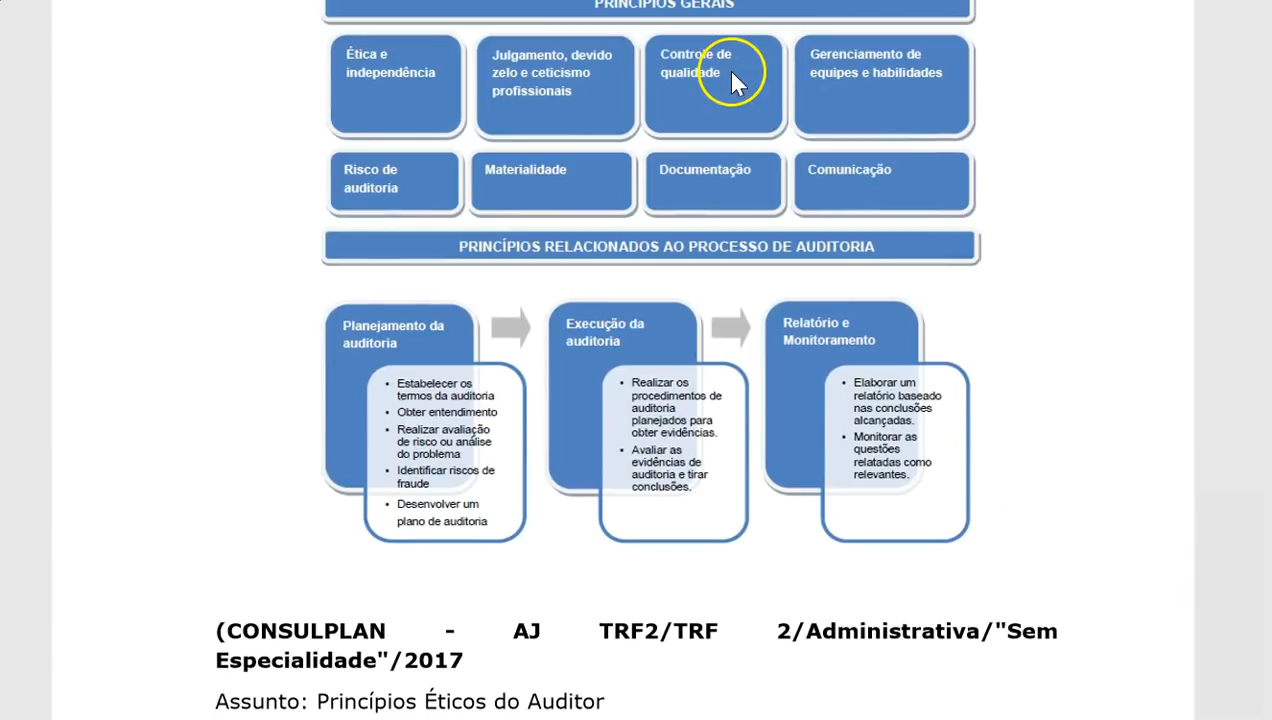 PRINCÍPIOS GERAIS
Ética e
independência
Julgamento, devido
zelo e ceticismo
profissionais
Controle de
qualidade
Gerenciamento de
equipes e habilidades
Risco de
auditoria
Materialidade
Documentação
Comunicação
PRINCÍPIOS RELACIONADOS AO PROCESSO DE AUDITORIA
Planejamento da
auditoria
• Estabelecer os
termos da auditoria
• Obter entendimento
• Realizar avaliação
de risco ou análise
do problema
• Identificar riscos de
fraude
• Desenvolver um
plano de auditoria
Execução da
auditoria
• Realizar os
procedimentos de
auditoria
planejados para
obter evidências.
• Avaliar as
evidências de
auditoria e tirar
conclusões.
Relatório e
Monitoramento
• Elaborar um
relatório baseado
nas conclusões
alcançadas.
• Monitorar as
questões
relatadas como
relevantes.
(CONSULPLAN - AJ TRF2/TRF 2/Administrativa/"Sem
Especialidade"/2017
Assunto: Princípios Éticos do Auditor